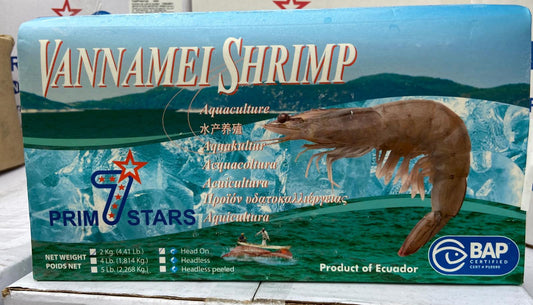 VANNAMEI SHRIMP
Aquaculture
水产养殖
Aquakultur
Acquacoltura
Acuicultura
Προϊόν υδατοκαλλιέργειας
Aquicultura
7
PRIM STARS
NET WEIGHT
POIDS NET
2 Kg. (4,41 Lb.)
4 Lb. (1,814 Kg.)
5 Lb. (2,268 Kg.)
Head On
Headless
Headless peeled
Product of Ecuador
BAP
CERTIFIED